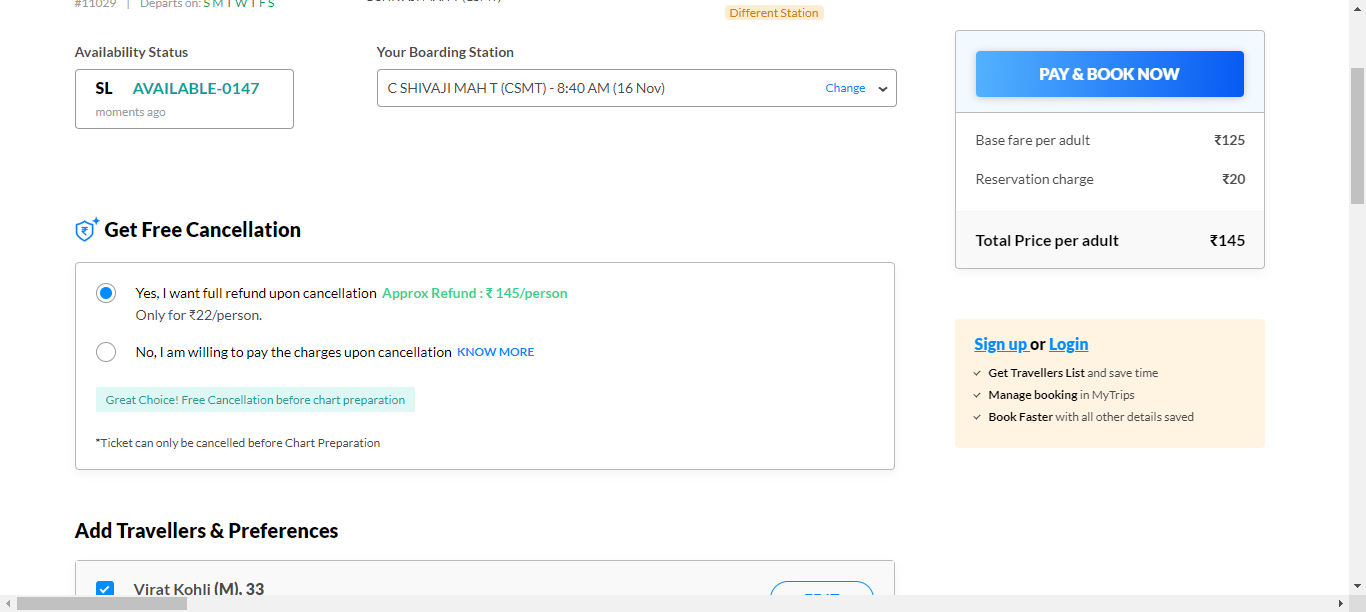 #11029 | Departs on: S M T W T F S
Different Station
Availability Status
SL AVAILABLE-0147
moments ago
Your Boarding Station
C SHIVAJI MAH T (CSMT) - 8:40 AM (16 Nov)
Change
Get Free Cancellation
Yes, I want full refund upon cancellation Approx Refund : ₹ 145/person
Only for ₹22/person.
No, I am willing to pay the charges upon cancellation KNOW MORE
Great Choice! Free Cancellation before chart preparation
*Ticket can only be cancelled before Chart Preparation
Add Travellers & Preferences
Virat Kohli (M), 33
PAY & BOOK NOW
Base fare per adult ₹125
Reservation charge ₹20
Total Price per adult ₹145
Sign up or Login
Get Travellers List and save time
Manage booking in MyTrips
Book Faster with all other details saved